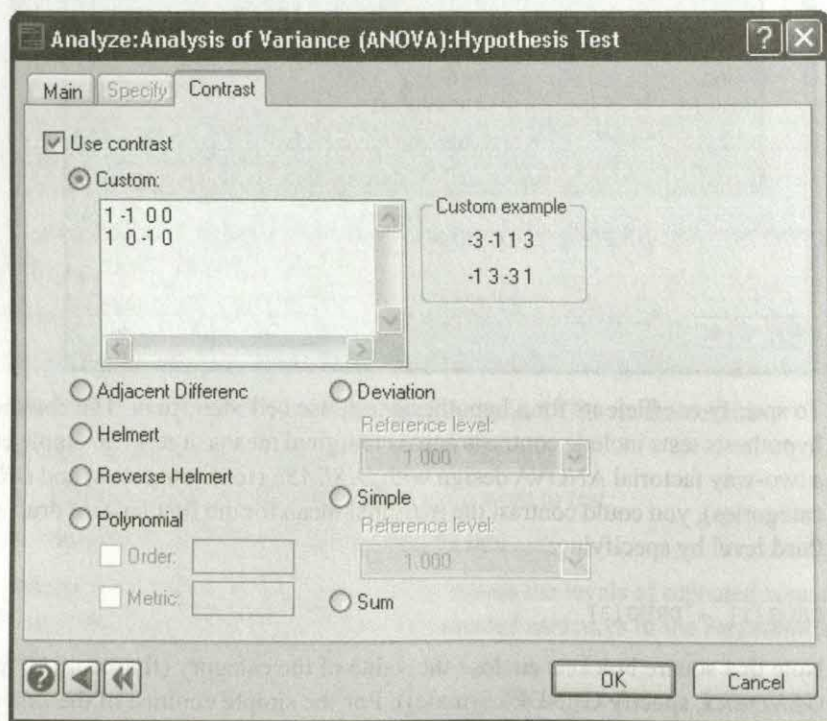 Analyze:Analysis of Variance (ANOVA):Hypothesis Test
Main Specify Contrast
Use contrast
Custom:
1 -1 0 0
1 0 -1 0
Custom example
-3 -1 1 3
-1 3 -3 1
Adjacent Differenc
Helmert
Reverse Helmert
Polynomial
Order:
Metric:
Deviation
Reference level:
1.000
Simple
Reference level:
1.000
Sum
OK Cancel